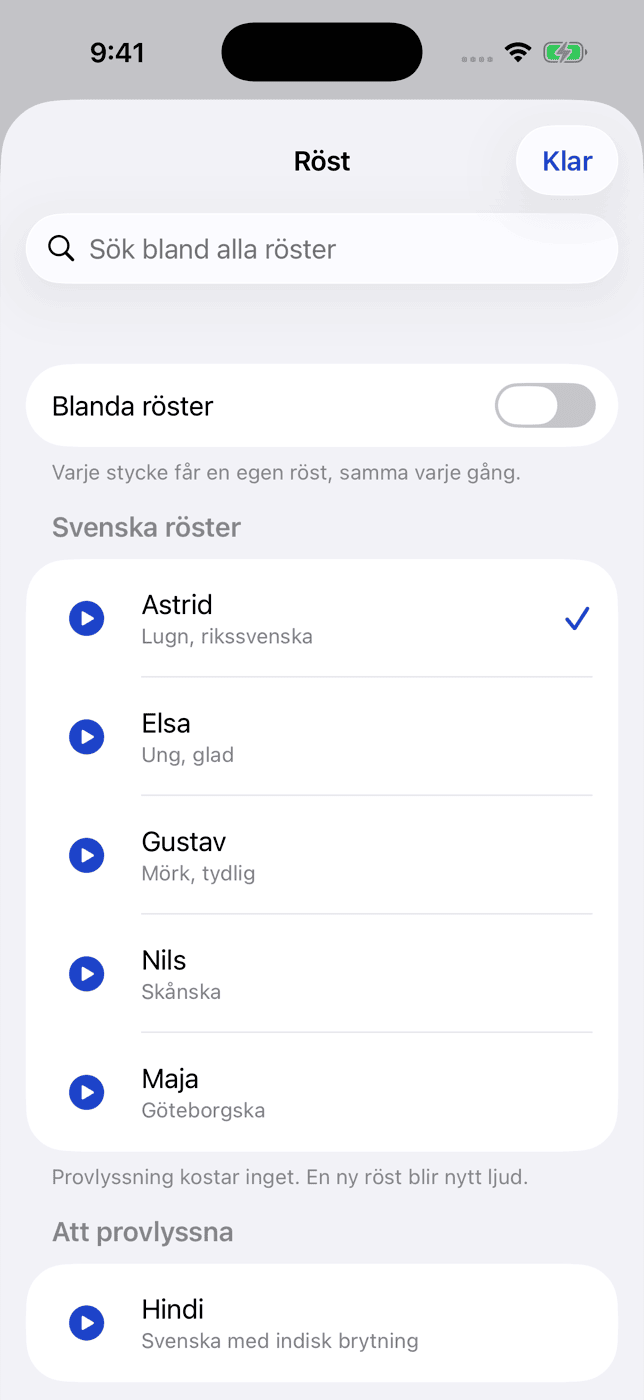 9:41
Röst
Klar
Sök bland alla röster
Blanda röster
Varje stycke får en egen röst, samma varje gång.
Svenska röster
Astrid
Lugn, rikssvenska
Elsa
Ung, glad
Gustav
Mörk, tydlig
Nils
Skånska
Maja
Göteborgska
Provlyssning kostar inget. En ny röst blir nytt ljud.
Att provlyssna
Hindi
Svenska med indisk brytning